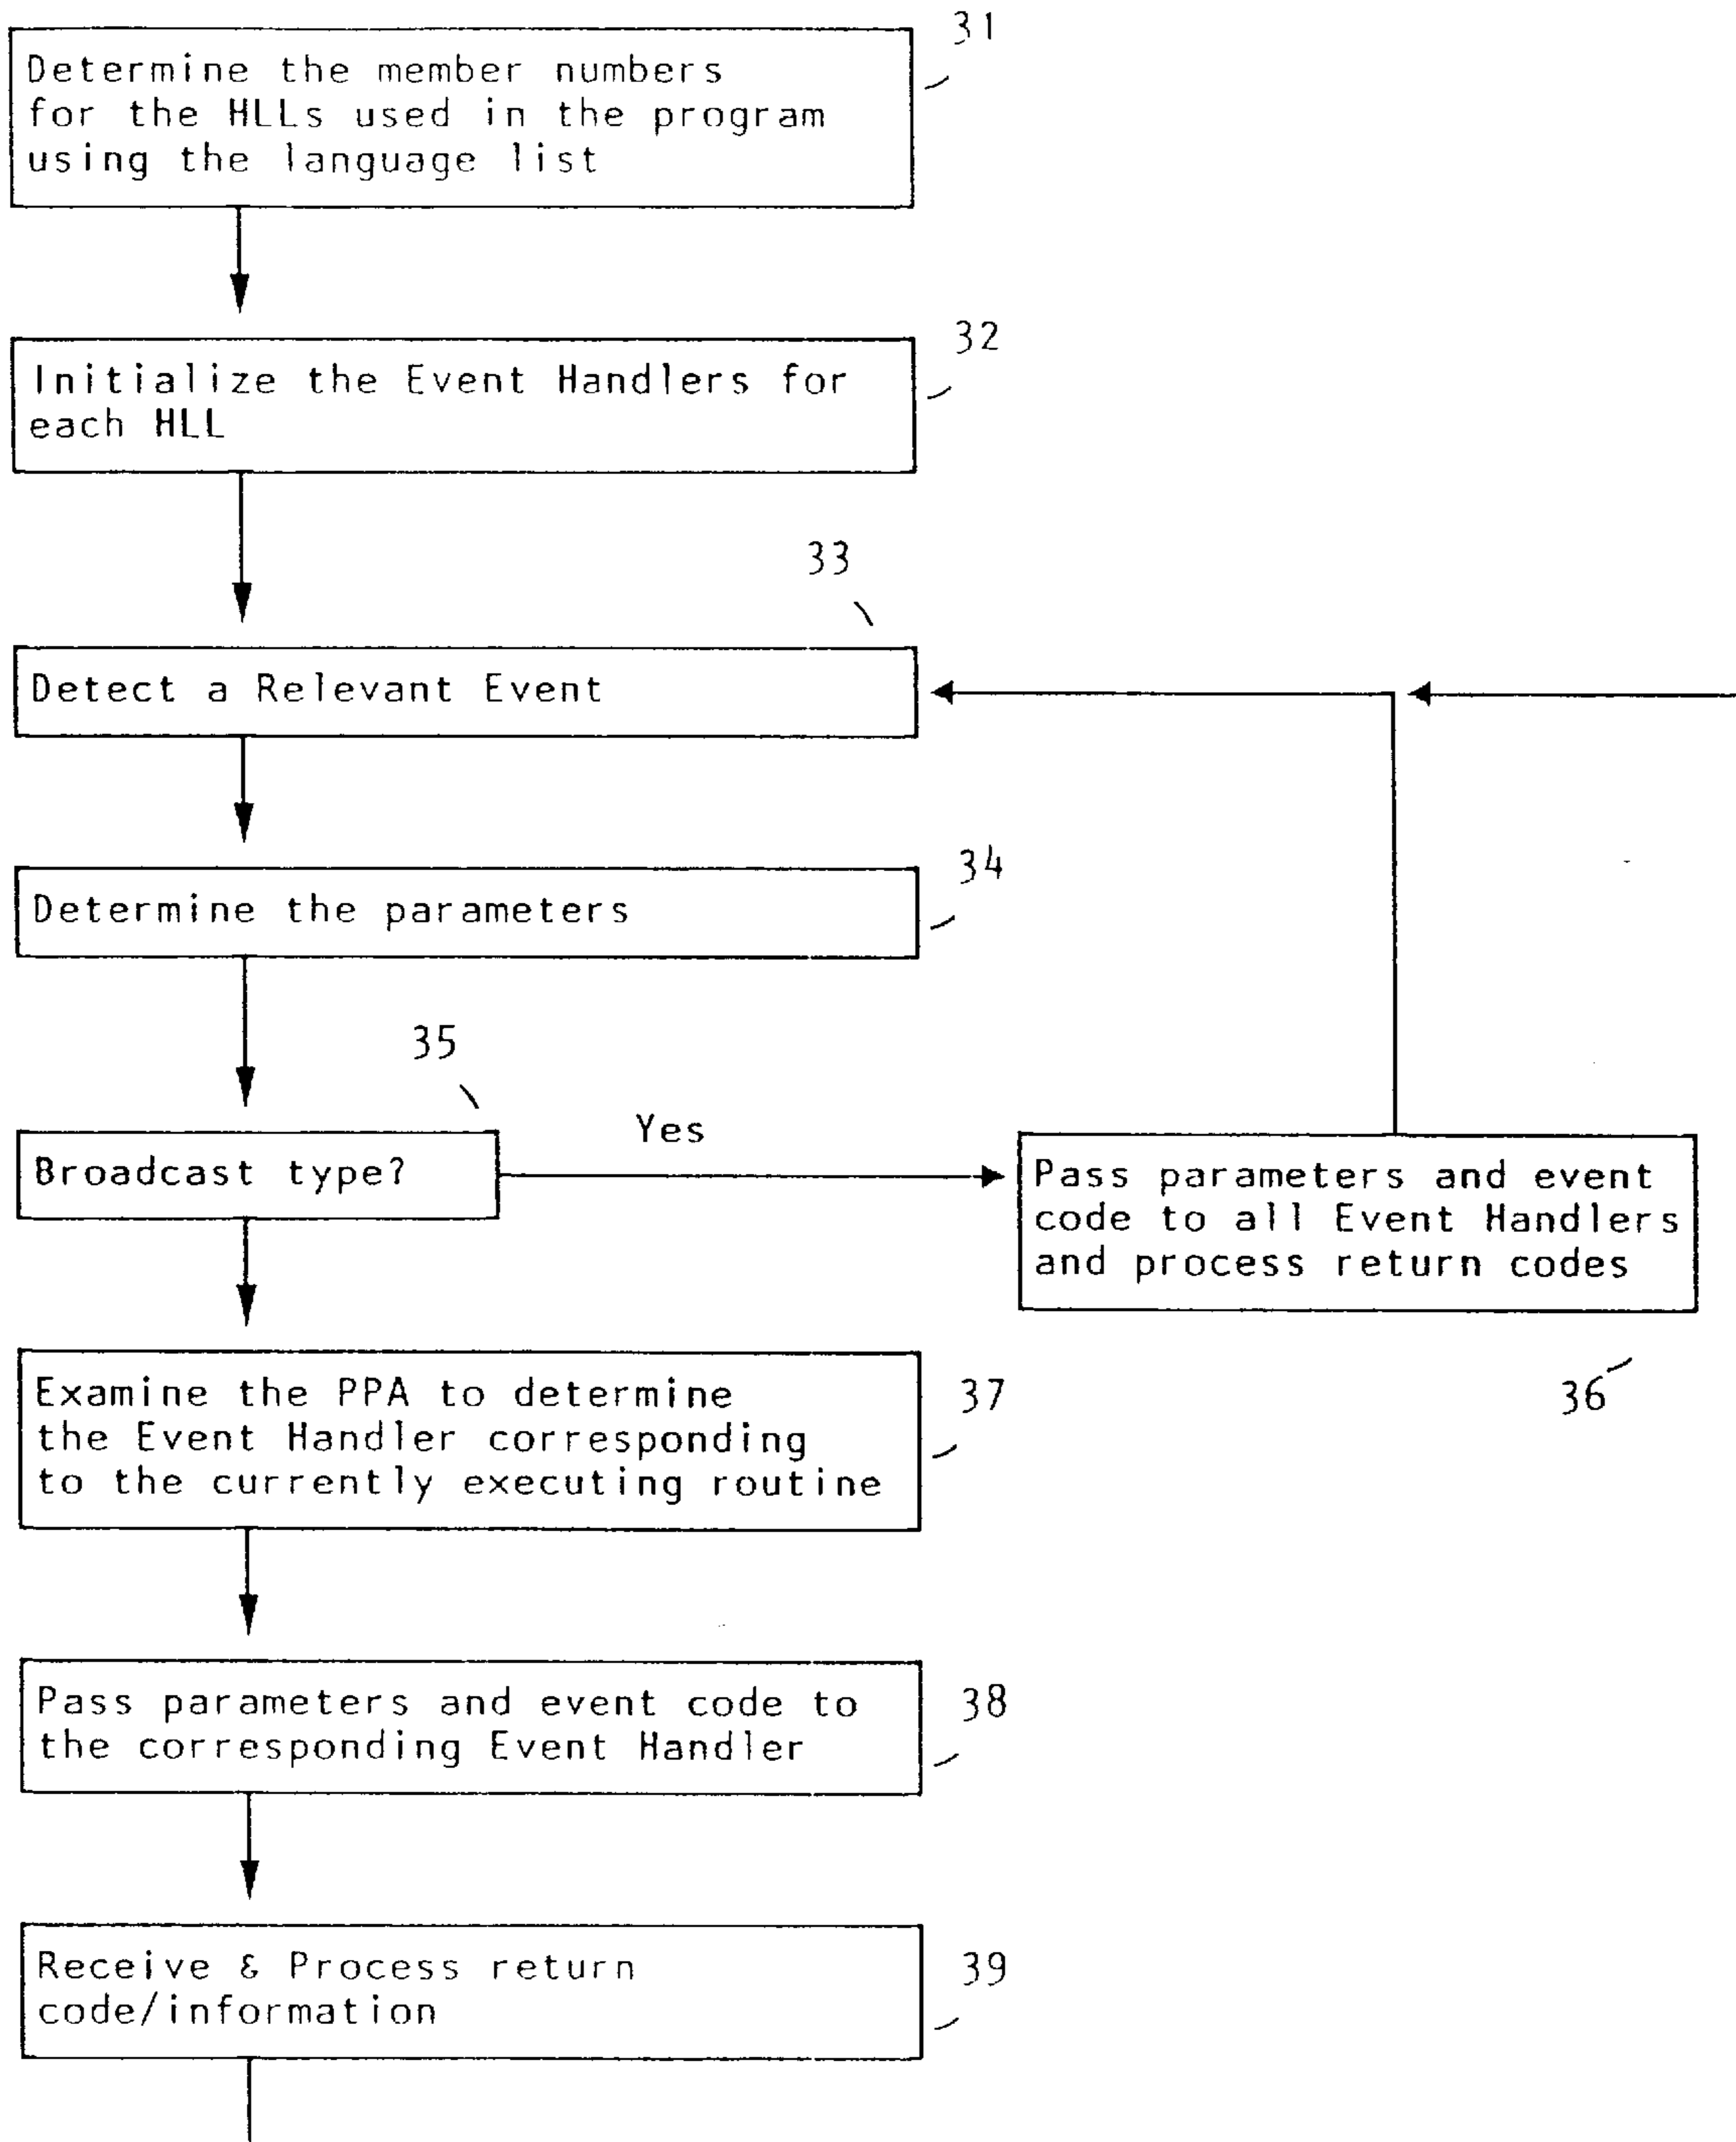 31
Determine the member numbers
for the HLLs used in the program
using the language list
32
Initialize the Event Handlers for
each HLL
33
Detect a Relevant Event
34
Determine the parameters
35
Broadcast type?
Yes
Pass parameters and event
code to all Event Handlers
and process return codes
36
Examine the PPA to determine
the Event Handler corresponding
to the currently executing routine
37
Pass parameters and event code to
the corresponding Event Handler
38
Receive & Process return
code/information
39